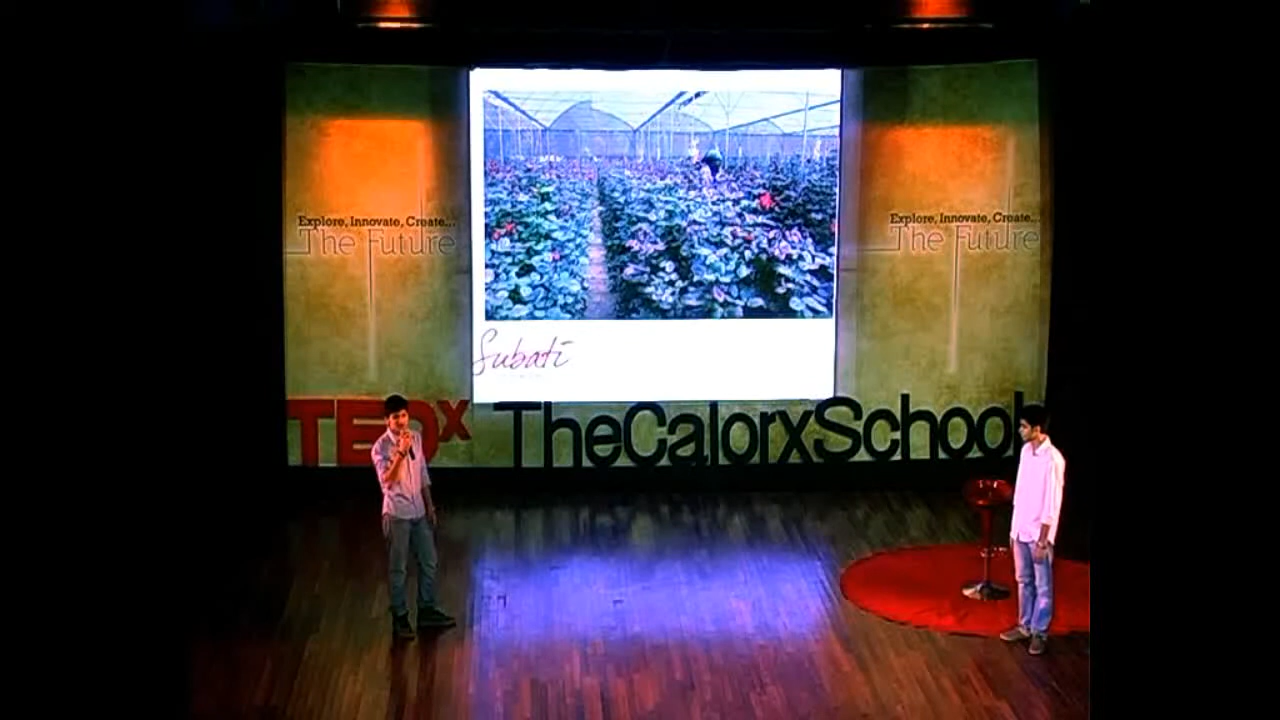 Explore, Innovate, Create...
The Future
Explore, Innovate, Create...
The Future
Subati
TEDx TheCalorxSchool